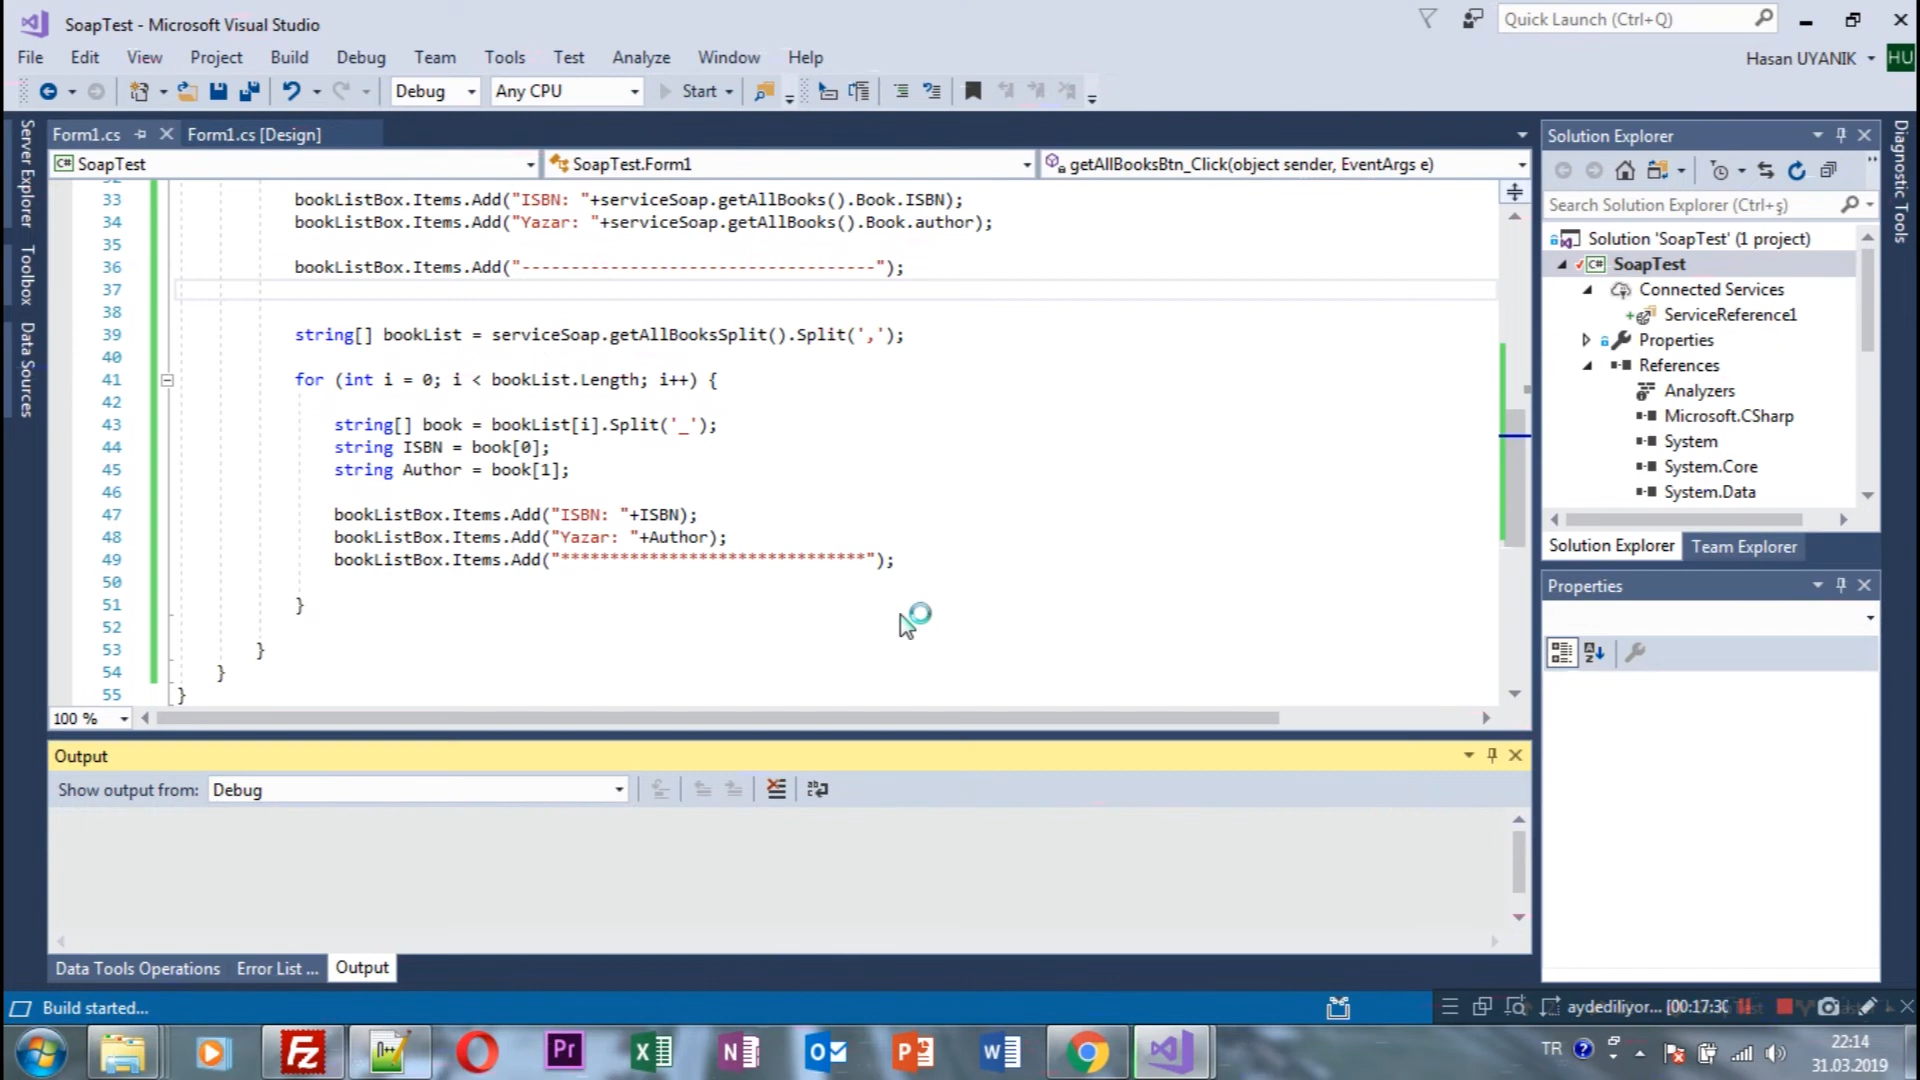 SoapTest - Microsoft Visual Studio
Quick Launch (Ctrl+Q)
File Edit View Project Build Debug Team Tools Test Analyze Window Help
Hasan UYANIK HU
Debug Any CPU Start
Server Explorer
Toolbox
Data Sources
Form1.cs Form1.cs [Design]
SoapTest SoapTest.Form1 getAllBooksBtn_Click(object sender, EventArgs e)
33 bookListBox.Items.Add("ISBN: "+serviceSoap.getAllBooks().Book.ISBN);
34 bookListBox.Items.Add("Yazar: "+serviceSoap.getAllBooks().Book.author);
35
36 bookListBox.Items.Add("------------------------------------");
37
38
39 string[] bookList = serviceSoap.getAllBooksSplit().Split(',');
40
41 for (int i = 0; i < bookList.Length; i++) {
42
43 string[] book = bookList[i].Split('_');
44 string ISBN = book[0];
45 string Author = book[1];
46
47 bookListBox.Items.Add("ISBN: "+ISBN);
48 bookListBox.Items.Add("Yazar: "+Author);
49 bookListBox.Items.Add("*******************************");
50
51 }
52
53 }
54 }
55 }
100 %
Output
Show output from: Debug
Data Tools Operations Error List ... Output
Build started...
Solution Explorer
Search Solution Explorer (Ctrl+ş)
Solution 'SoapTest' (1 project)
SoapTest
Connected Services
ServiceReference1
Properties
References
Analyzers
Microsoft.CSharp
System
System.Core
System.Data
Solution Explorer Team Explorer
Properties
Diagnostic Tools
aydediliyor... [00:17:30
TR
22:14
31.03.2019